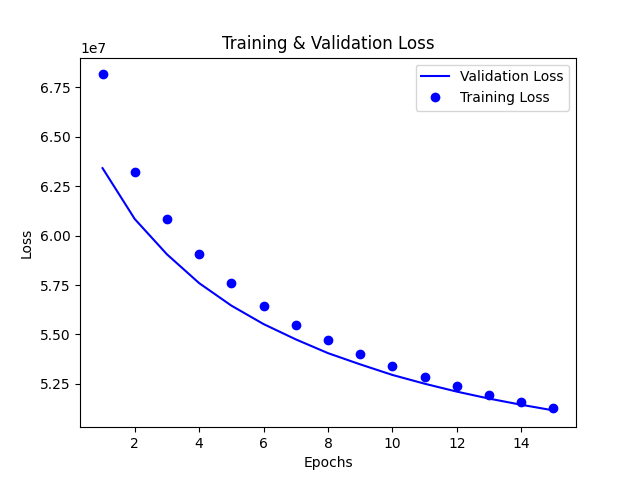 Training & Validation Loss
1e7
Validation Loss
Training Loss
6.75
6.50
6.25
6.00
5.75
5.50
5.25
Loss
2 4 6 8 10 12 14
Epochs